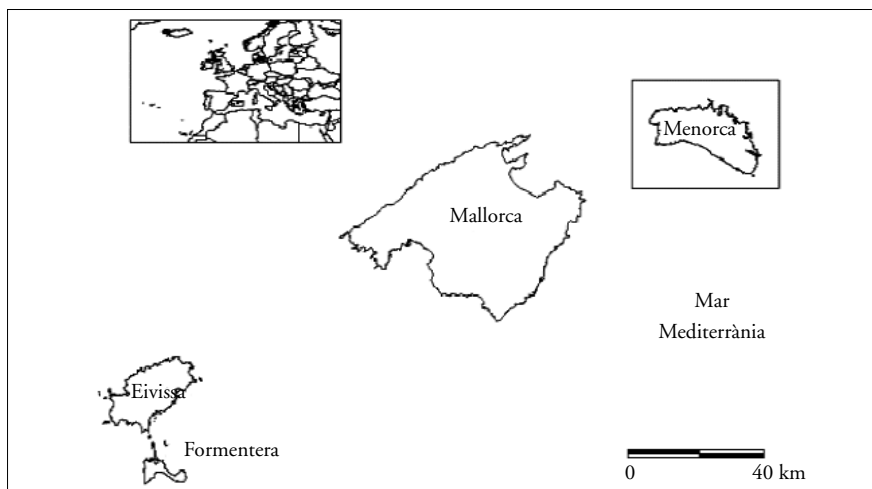 Menorca
Mallorca
Mar
Mediterrània
Eivissa
Formentera
0 40 km